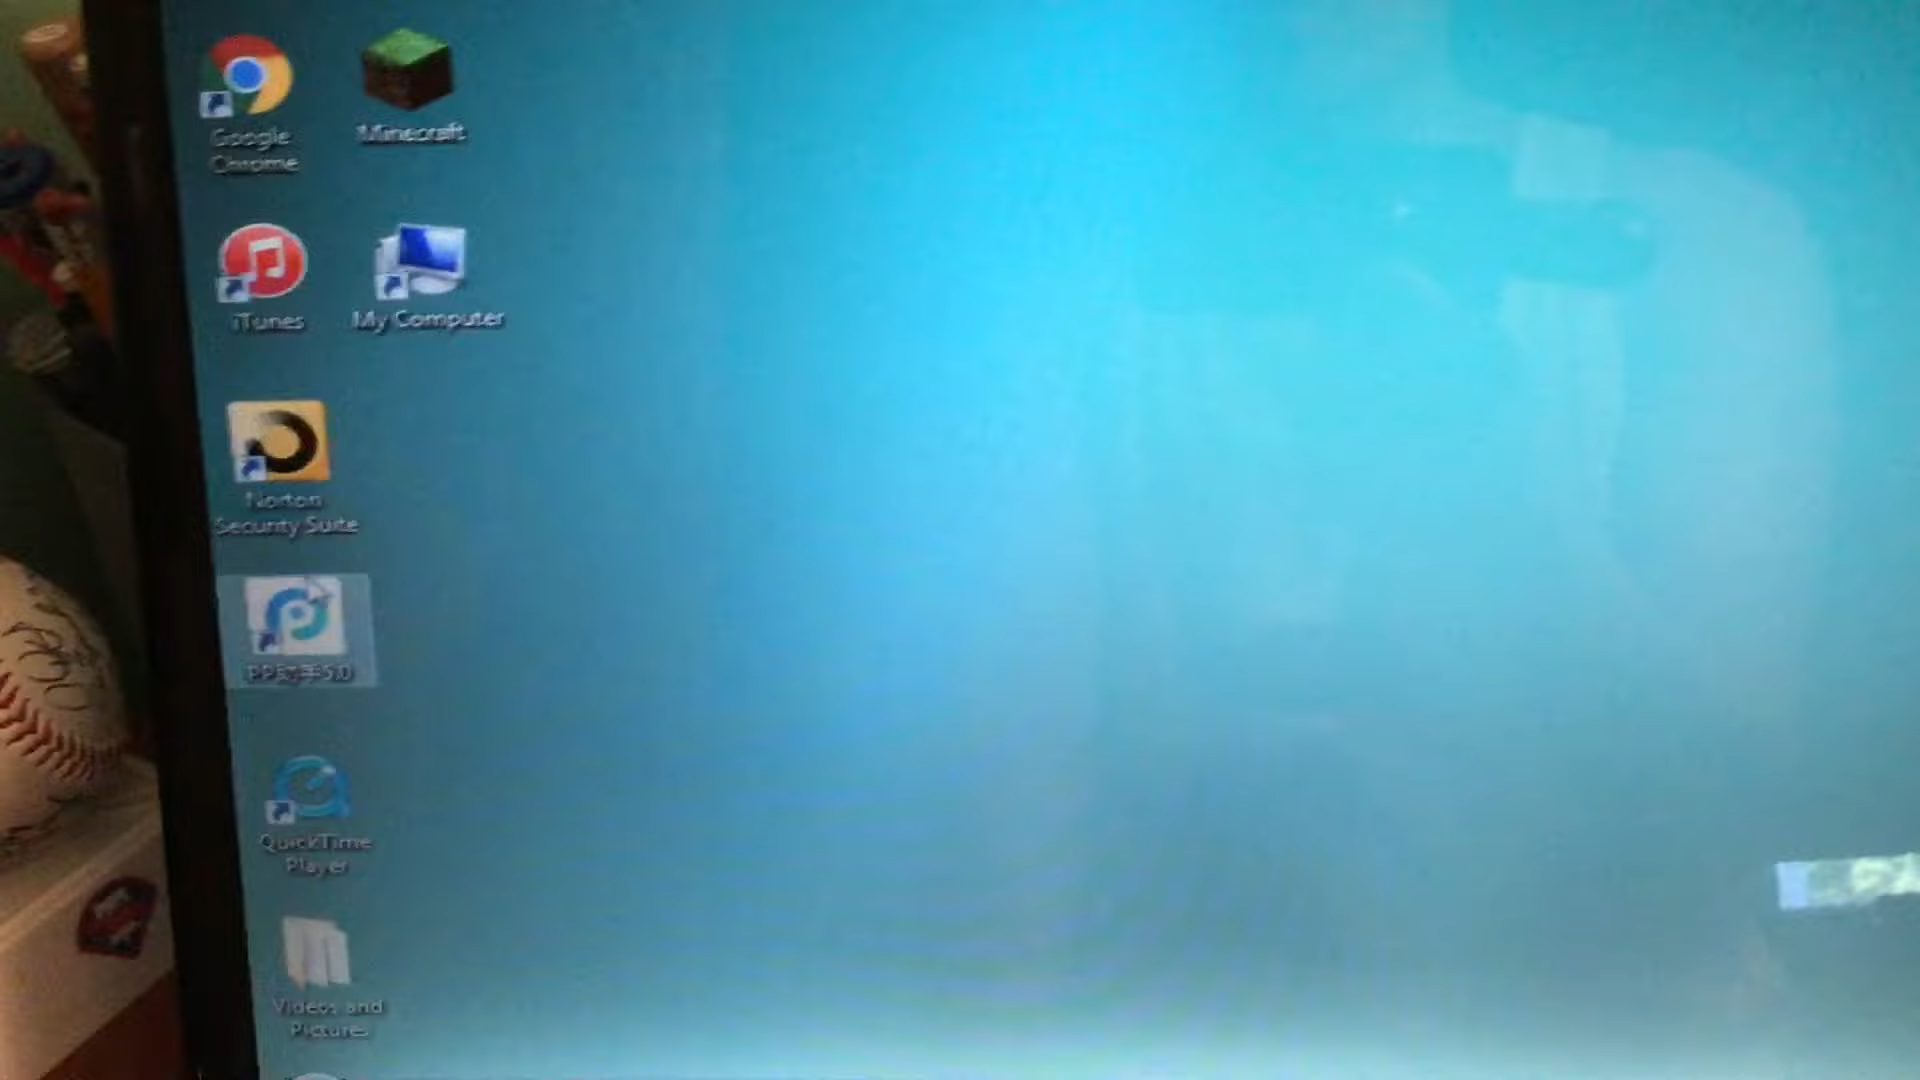 Google
Chrome
Minecraft
iTunes
My Computer
Norton
Security Suite
PP助手5.0
QuickTime
Player
Videos and
Pictures